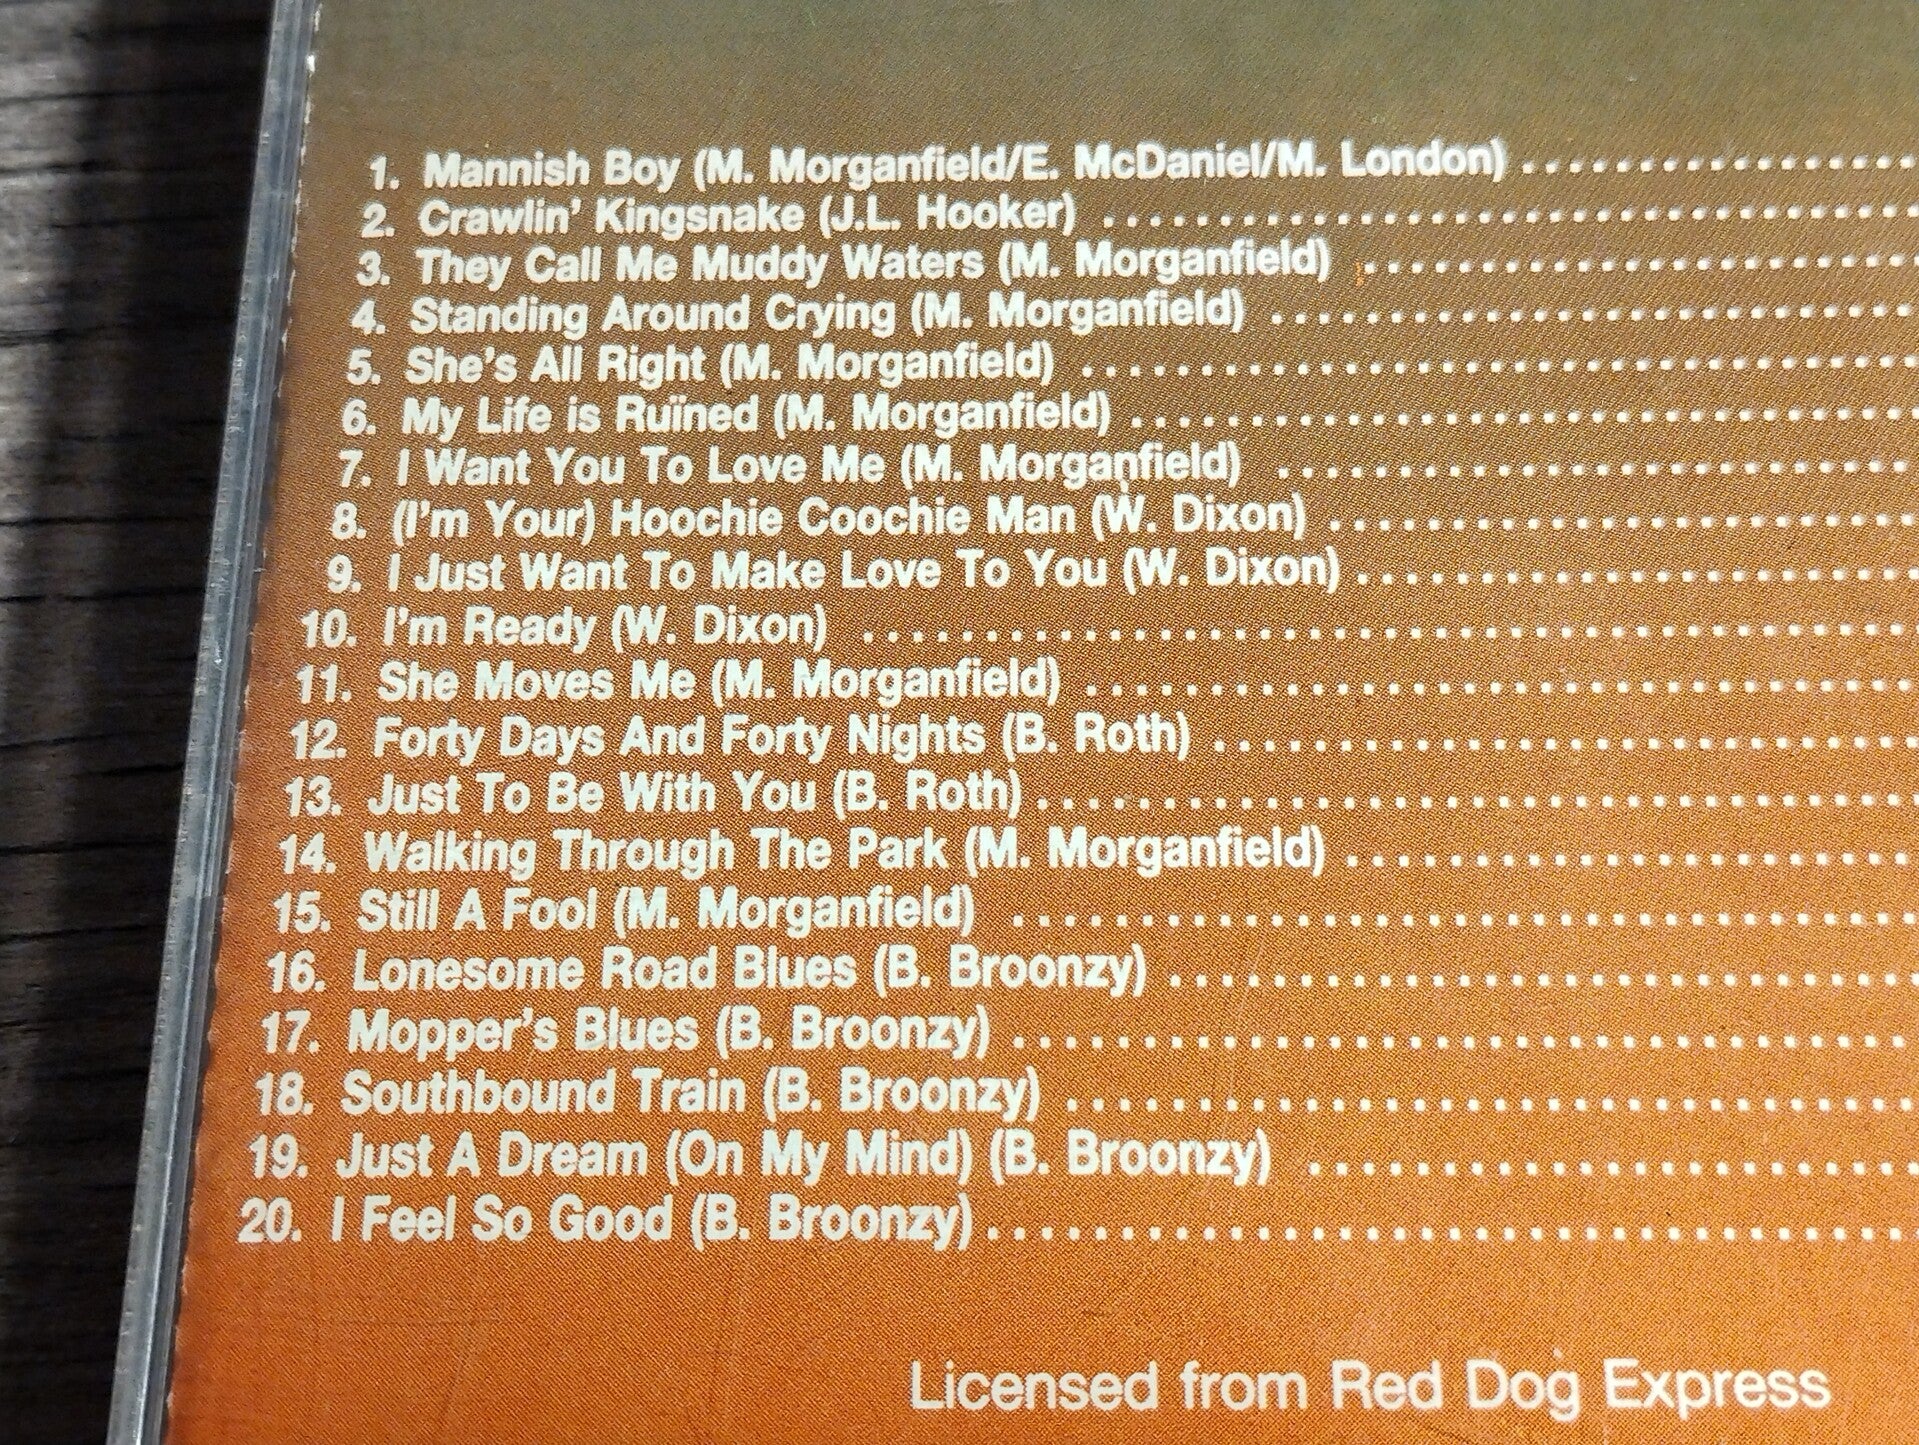 1. Mannish Boy (M. Morganfield/E. McDaniel/M. London)
2. Crawlin' Kingsnake (J.L. Hooker)
3. They Call Me Muddy Waters (M. Morganfield)
4. Standing Around Crying (M. Morganfield)
5. She's All Right (M. Morganfield)
6. My Life is Ruïned (M. Morganfield)
7. I Want You To Love Me (M. Morganfield)
8. (I'm Your) Hoochie Coochie Man (W. Dixon)
9. I Just Want To Make Love To You (W. Dixon)
10. I'm Ready (W. Dixon)
11. She Moves Me (M. Morganfield)
12. Forty Days And Forty Nights (B. Roth)
13. Just To Be With You (B. Roth)
14. Walking Through The Park (M. Morganfield)
15. Still A Fool (M. Morganfield)
16. Lonesome Road Blues (B. Broonzy)
17. Mopper's Blues (B. Broonzy)
18. Southbound Train (B. Broonzy)
19. Just A Dream (On My Mind) (B. Broonzy)
20. I Feel So Good (B. Broonzy)
Licensed from Red Dog Express